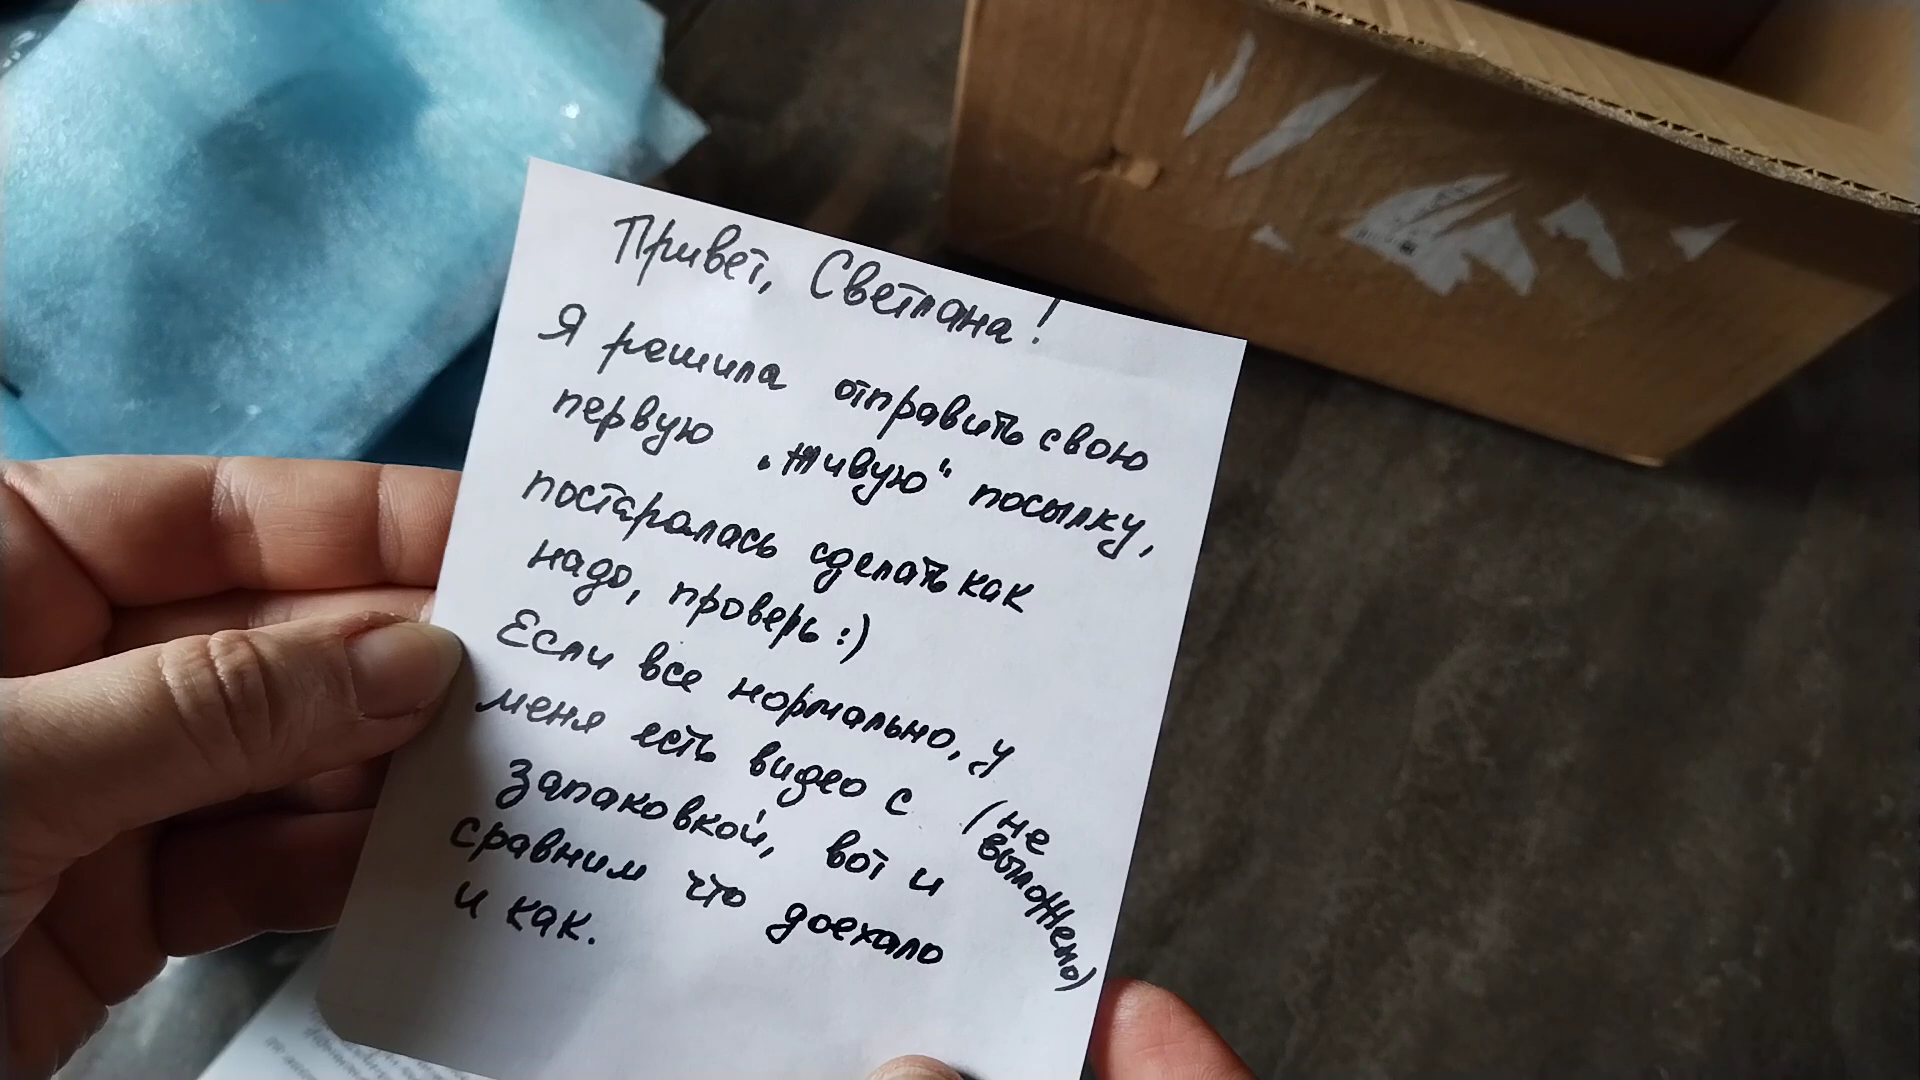 Привет, Светлана!
Я решила отправить свою
первую „живую“ посылку,
постаралась сделать как
надо, проверь :)
Если все нормально, у
меня есть видео с
запаковкой, вот и
сравним что доехало
и как.
(не
выложено)